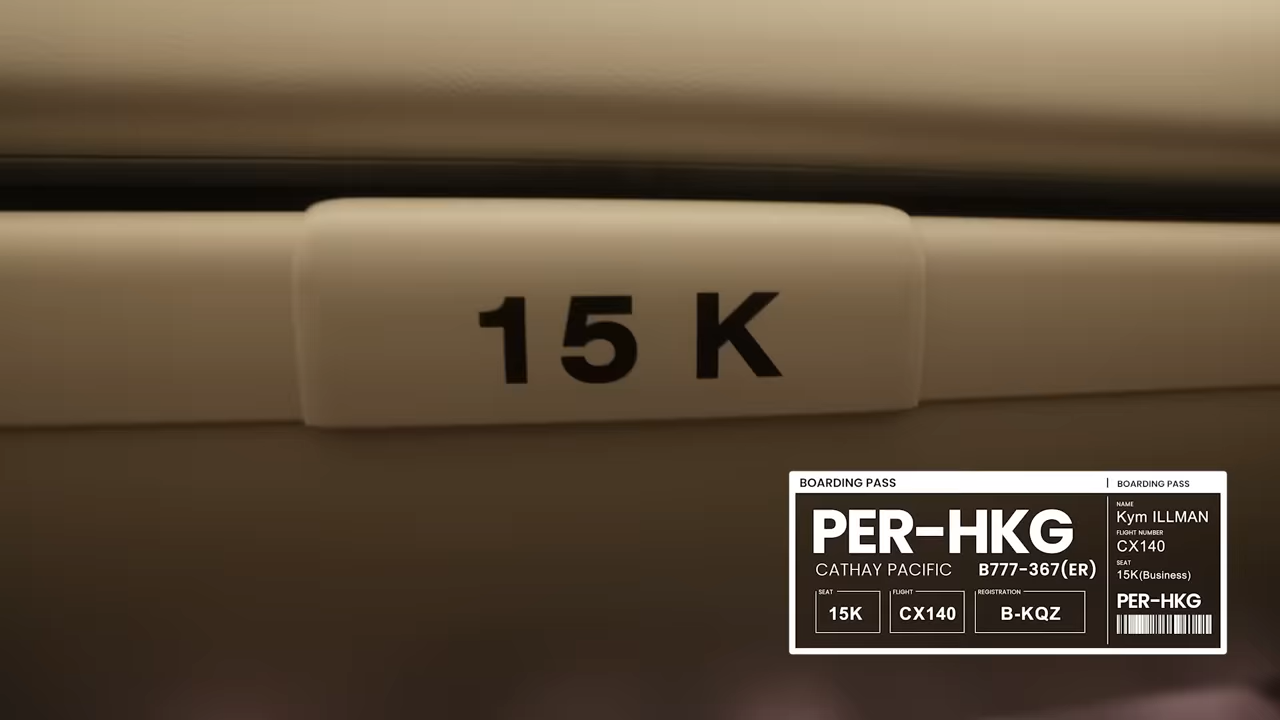 15 K
BOARDING PASS
PER-HKG
CATHAY PACIFIC B777-367(ER)
SEAT
15K
FLIGHT
CX140
REGISTRATION
B-KQZ
| BOARDING PASS
NAME
Kym ILLMAN
FLIGHT NUMBER
CX140
SEAT
15K(Business)
PER-HKG